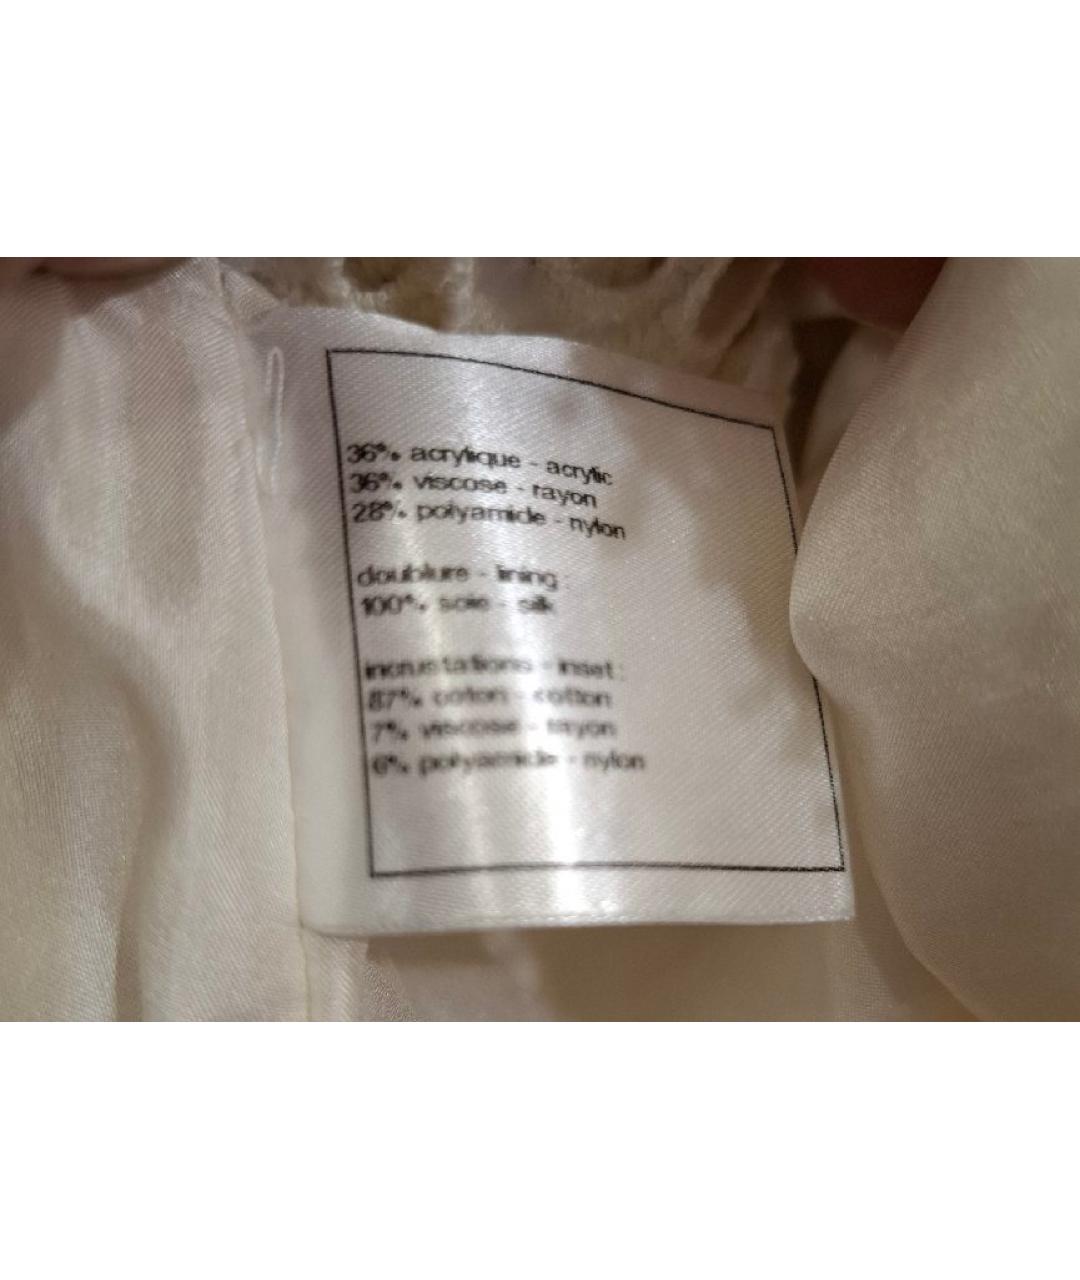 36% acrylique - acrylic
36% viscose - rayon
28% polyamide - nylon
doublure - lining :
100% soie - silk
incrustations - inset :
87% coton - cotton
7% viscose - rayon
6% polyamide - nylon